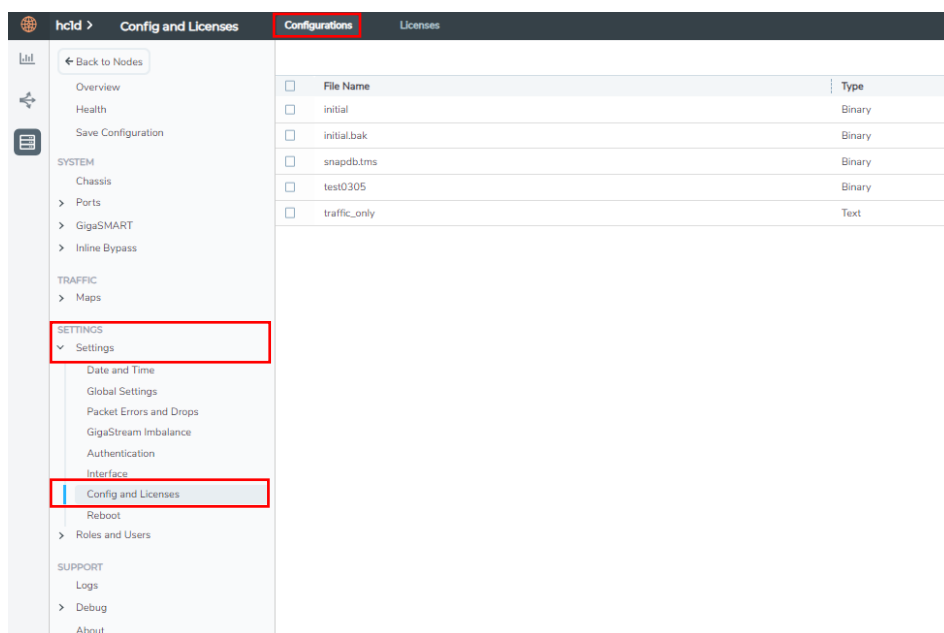 hc1d > Config and Licenses Configurations Licenses
← Back to Nodes
Overview
Health
Save Configuration
SYSTEM
Chassis
> Ports
> GigaSMART
> Inline Bypass
TRAFFIC
> Maps
SETTINGS
Settings
Date and Time
Global Settings
Packet Errors and Drops
GigaStream Imbalance
Authentication
Interface
Config and Licenses
Reboot
> Roles and Users
SUPPORT
Logs
> Debug
About
File Name Type
initial Binary
initial.bak Binary
snapdb.tms Binary
test0305 Binary
traffic_only Text